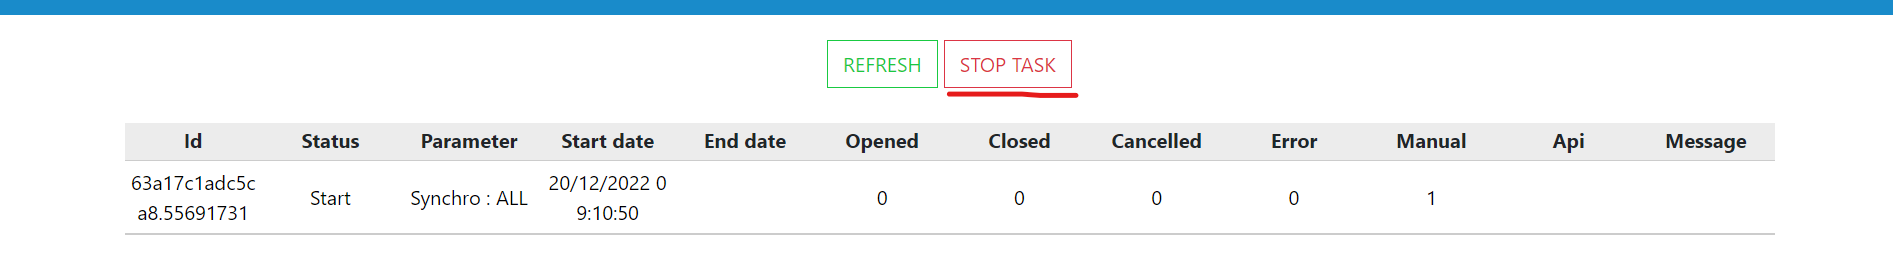 REFRESH STOP TASK
Id Status Parameter Start date End date Opened Closed Cancelled Error Manual Api Message
63a17c1adc5c
a8.55691731 Start Synchro : ALL 20/12/2022 0
9:10:50 0 0 0 0 1